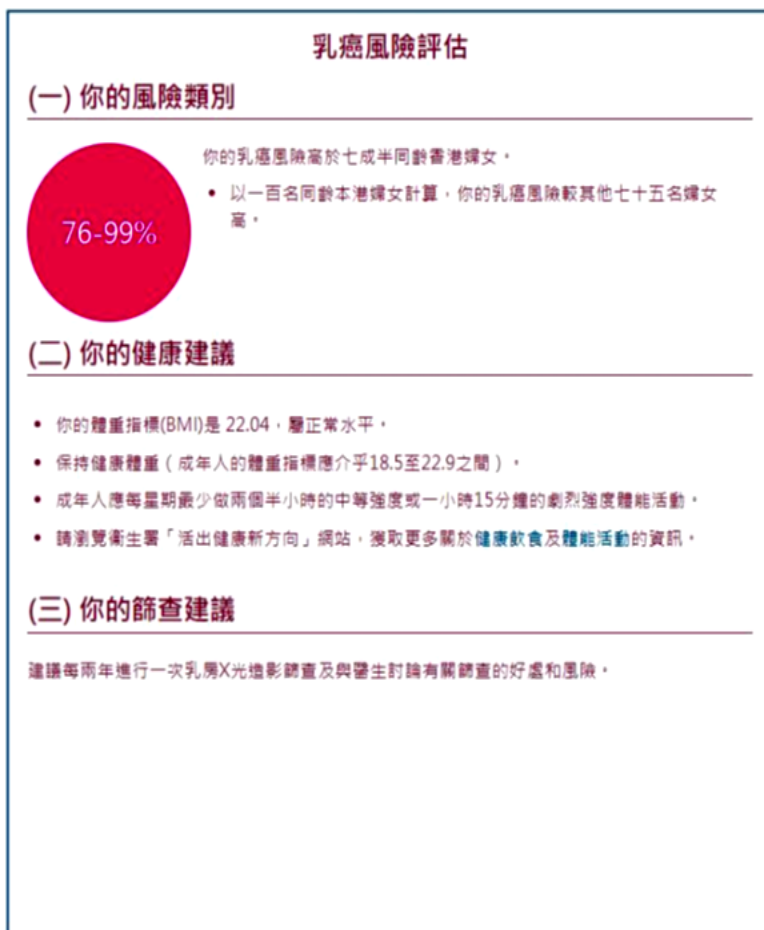 乳癌風險評估
(一) 你的風險類別
76-99%
你的乳癌風險高於七成半同齡香港婦女。
• 以一百名同齡本港婦女計算，你的乳癌風險較其他七十五名婦女
高。
(二) 你的健康建議
• 你的體重指標(BMI)是 22.04，屬正常水平。
• 保持健康體重（成年人的體重指標應介乎18.5至22.9之間）。
• 成年人應每星期最少做兩個半小時的中等強度或一小時15分鐘的劇烈強度體能活動。
• 請瀏覽衞生署「活出健康新方向」網站，獲取更多關於健康飲食及體能活動的資訊。
(三) 你的篩查建議
建議每兩年進行一次乳房X光造影篩查及與醫生討論有關篩查的好處和風險。